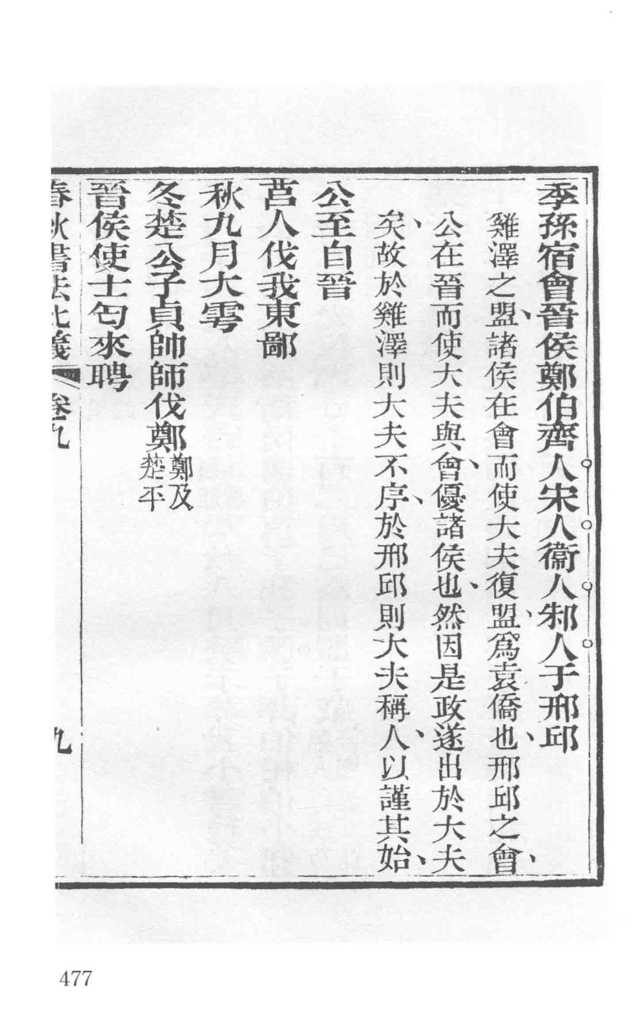 季孫宿會晉侯鄭伯齊人宋人衞人邾人于邢邱
雞澤之盟諸侯在會而使大夫復盟爲袁僑也邢邱之會
公在晉而使大夫與會優諸侯也然因是政遂出於大夫
矣故於雞澤則大夫不序於邢邱則大夫稱人以謹其始
公至自晉
莒人伐我東鄙
秋九月大雩
冬楚公子貞帥師伐鄭鄭及
楚平
晉侯使士匄來聘
春秋書法比義 卷九 九
477